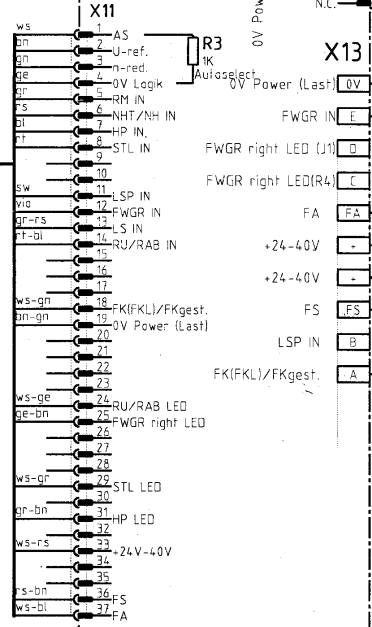 X11
0V Pow
N.C.
ws 1 AS
bn 2 U-ref.
gn 3 n-red.
ge 4 0V Logik
gr 5 RM IN
rs 6 NHT/NH IN
bl 7 HP IN
rt 8 STL IN
9
10
sw 11 LSP IN
vio 12 FWGR IN
gr-rs 13 LS IN
rt-bl 14 RU/RAB IN
15
16
17
ws-gn 18 FK(FKL)/FKgest.
bn-gn 19 0V Power (Last)
20
21
22
23
ws-ge 24 RU/RAB LED
ge-bn 25 FWGR right LED
26
27
28
ws-gr 29 STL LED
30
gr-bn 31 HP LED
32
ws-rs 33 +24V-40V
34
35
rs-bn 36 FS
ws-bl 37 FA
R3
1K
Autoselect
X13
0V Power (Last) 0V
FWGR IN E
FWGR right LED (J1) D
FWGR right LED(R4) C
FA FA
+24-40V +
+24-40V +
FS FS
LSP IN B
FK(FKL)/FKgest. A